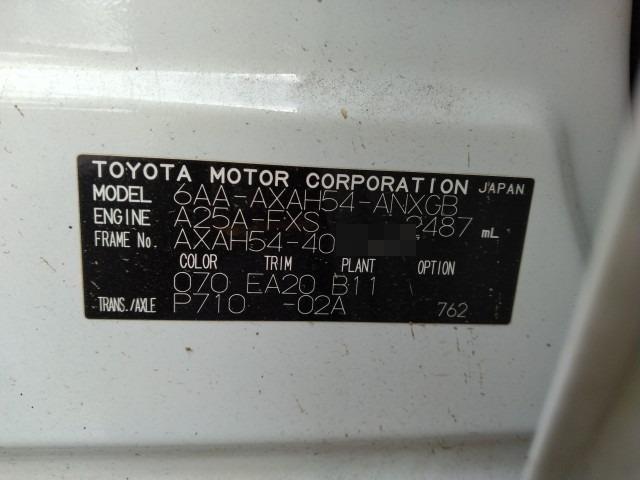 TOYOTA MOTOR CORPORATION JAPAN
MODEL 6AA-AXAH54-ANXGB
ENGINE A25A-FXS 2487 mL
FRAME No. AXAH54-40
COLOR TRIM PLANT OPTION
070 EA20 B11
TRANS./AXLE P710 -02A 762